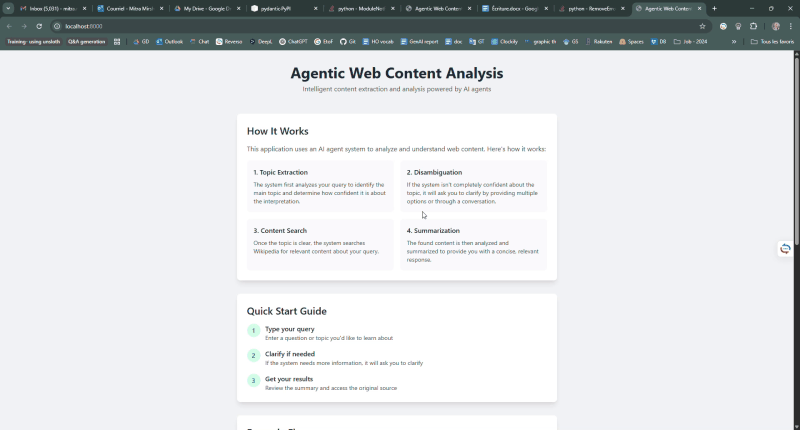 Inbox (5,031) - mitra
Courriel - Mitra Mirsh
My Drive - Google D
pydantic·PyPI
python - ModuleNotF
Agentic Web Content
Écriture.docx - Goog
python - RemoveError
Agentic Web Conten
localhost:8000
Training- using unsloth
Q&A generation
GD
Outlook
Chat
Reverso
DeepL
ChatGPT
Git
HO vocab
GenAI report
doc
GT
Clockify
graphic th
GS
Rakuten
Spaces
DB
Job - 2024
Tous les favoris
Agentic Web Content Analysis
Intelligent content extraction and analysis powered by AI agents
How It Works
This application uses an AI agent system to analyze and understand web content. Here's how it works:
1. Topic Extraction
The system first analyzes your query to identify the
main topic and determine how confident it is about
the interpretation.
2. Disambiguation
If the system isn't completely confident about the
topic, it will ask you to clarify by providing multiple
options or through a conversation.
3. Content Search
Once the topic is clear, the system searches
Wikipedia for relevant content about your query.
4. Summarization
The found content is then analyzed and
summarized to provide you with a concise, relevant
response.
Quick Start Guide
1
Type your query
Enter a question or topic you'd like to learn about
2
Clarify if needed
If the system needs more information, it will ask you to clarify
3
Get your results
Review the summary and access the original source